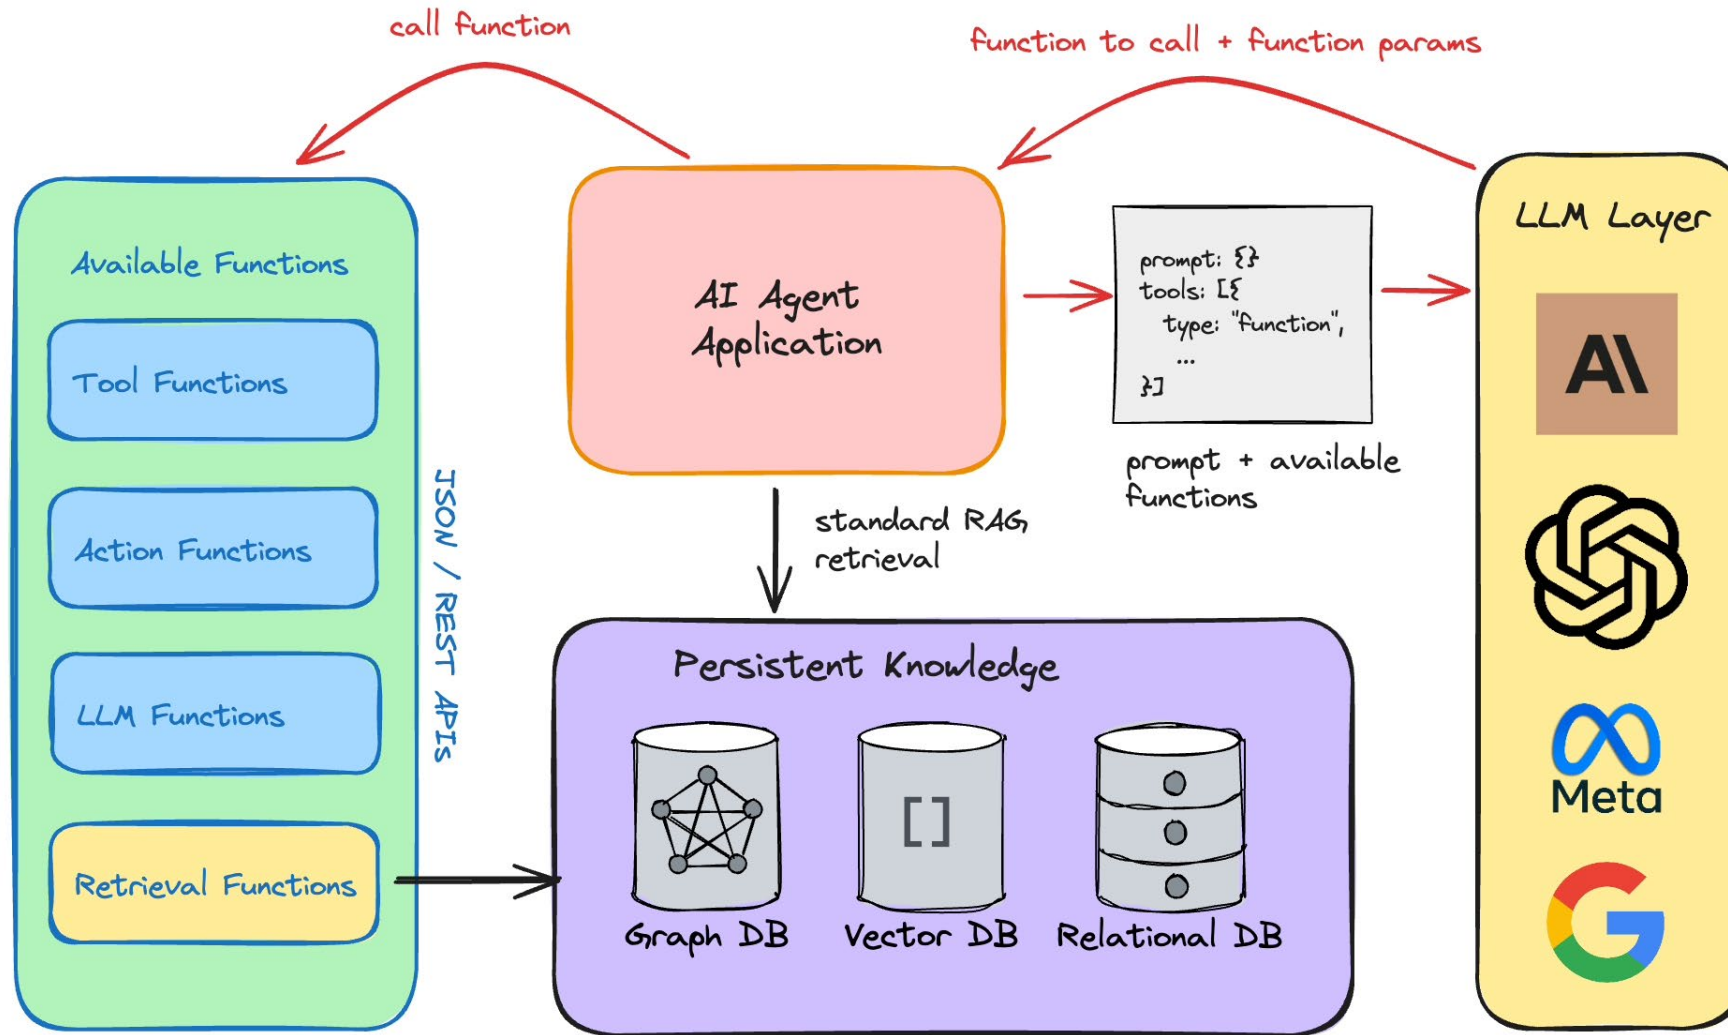 call function
function to call + function params
Available Functions
Tool Functions
Action Functions
LLM Functions
Retrieval Functions
JSON / REST APIs
AI Agent
Application
standard RAG
retrieval
prompt: {}
tools: [{
type: "function",
...
}]
prompt + available
functions
Persistent Knowledge
[]
Graph DB
Vector DB
Relational DB
LLM Layer
A\
Meta
G